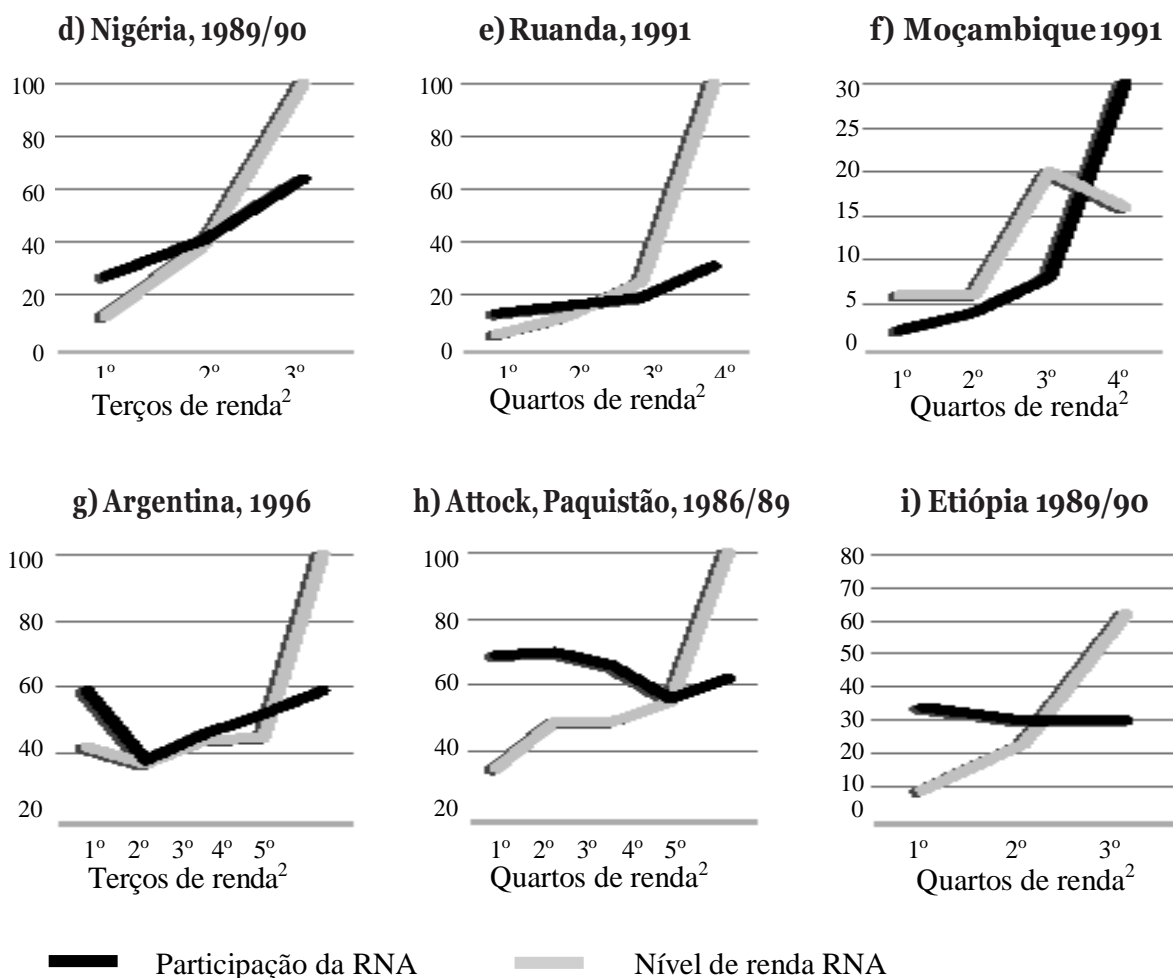 d) Nigéria, 1989/90
100
80
60
40
20
0
1º 2º 3º
Terços de renda²
e) Ruanda, 1991
100
80
60
40
20
0
1º 2º 3º 4º
Quartos de renda²
f) Moçambique 1991
30
25
20
15
10
5
0
1º 2º 3º 4º
Quartos de renda²
g) Argentina, 1996
100
80
60
40
20
1º 2º 3º 4º 5º
Terços de renda²
h) Attock, Paquistão, 1986/89
100
80
60
40
20
1º 2º 3º 4º 5º
Quartos de renda²
i) Etiópia 1989/90
80
70
60
50
40
30
20
10
0
1º 2º 3º
Quartos de renda²
Participação da RNA
Nível de renda RNA